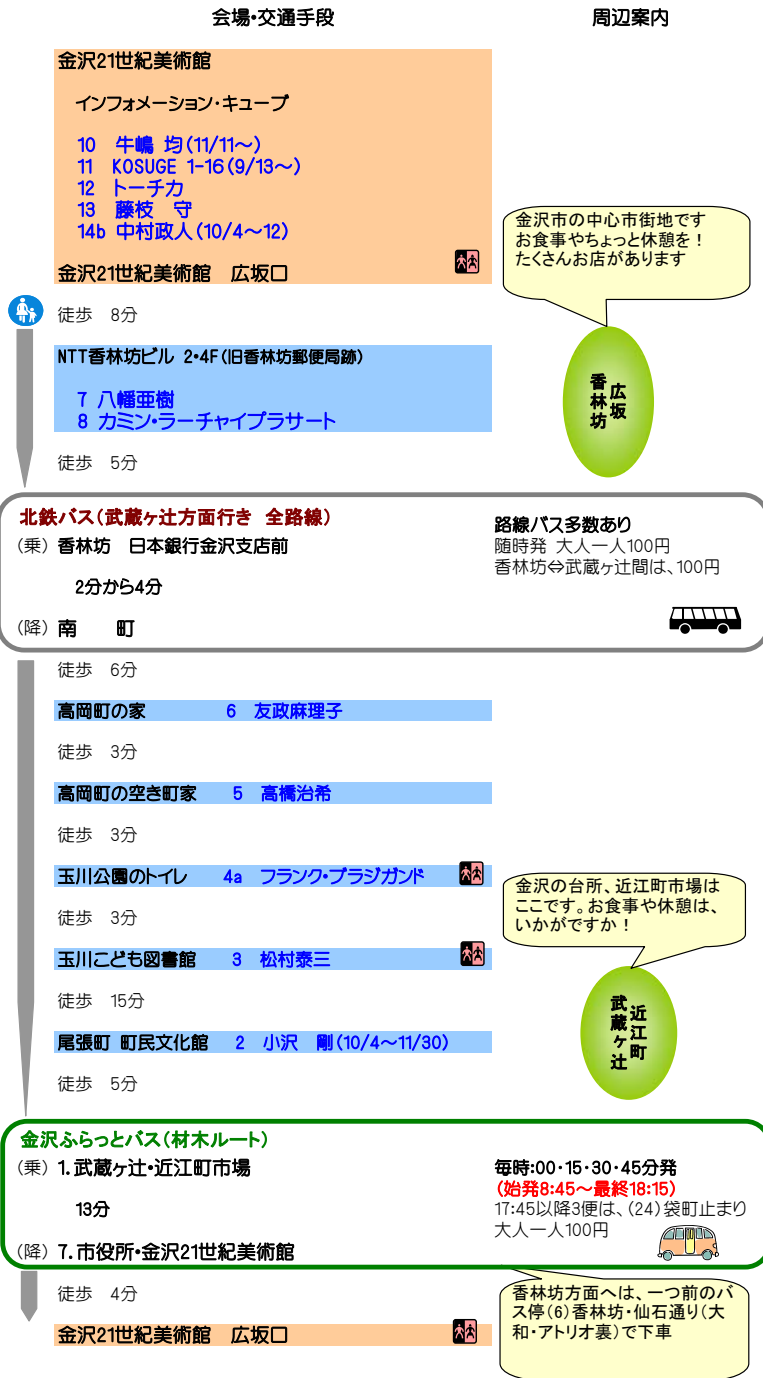 会場・交通手段
周辺案内
金沢21世紀美術館
インフォメーション・キューブ
10 牛嶋 均(11/11~)
11 KOSUGE 1-16(9/13~)
12 トーチカ
13 藤枝 守
14b 中村政人(10/4~12)
金沢21世紀美術館 広坂口
金沢市の中心市街地です
お食事やちょっと休憩を!
たくさんお店があります
徒歩 8分
NTT香林坊ビル 2・4F(旧香林坊郵便局跡)
7 八幡亜樹
8 カミン・ラーチャイプラサート
広坂
香林坊
徒歩 5分
北鉄バス(武蔵ヶ辻方面行き 全路線)
(乗) 香林坊 日本銀行金沢支店前
2分から4分
(降) 南 町
路線バス多数あり
随時発 大人一人100円
香林坊⇔武蔵ヶ辻間は、100円
徒歩 6分
高岡町の家 6 友政麻理子
徒歩 3分
高岡町の空き町家 5 高橋治希
徒歩 3分
玉川公園のトイレ 4a フランク・ブラジガンド
徒歩 3分
玉川こども図書館 3 松村泰三
徒歩 15分
尾張町 町民文化館 2 小沢 剛(10/4~11/30)
徒歩 5分
金沢の台所、近江町市場は
ここです。お食事や休憩は、
いかがですか!
近江町
武蔵ヶ辻
金沢ふらっとバス(材木ルート)
(乗) 1.武蔵ヶ辻・近江町市場
13分
(降) 7.市役所・金沢21世紀美術館
毎時:00・15・30・45分発
(始発8:45~最終18:15)
17:45以降3便は、(24)袋町止まり
大人一人100円
徒歩 4分
金沢21世紀美術館 広坂口
香林坊方面へは、一つ前のバ
ス停(6)香林坊・仙石通り(大
和・アトリオ裏)で下車